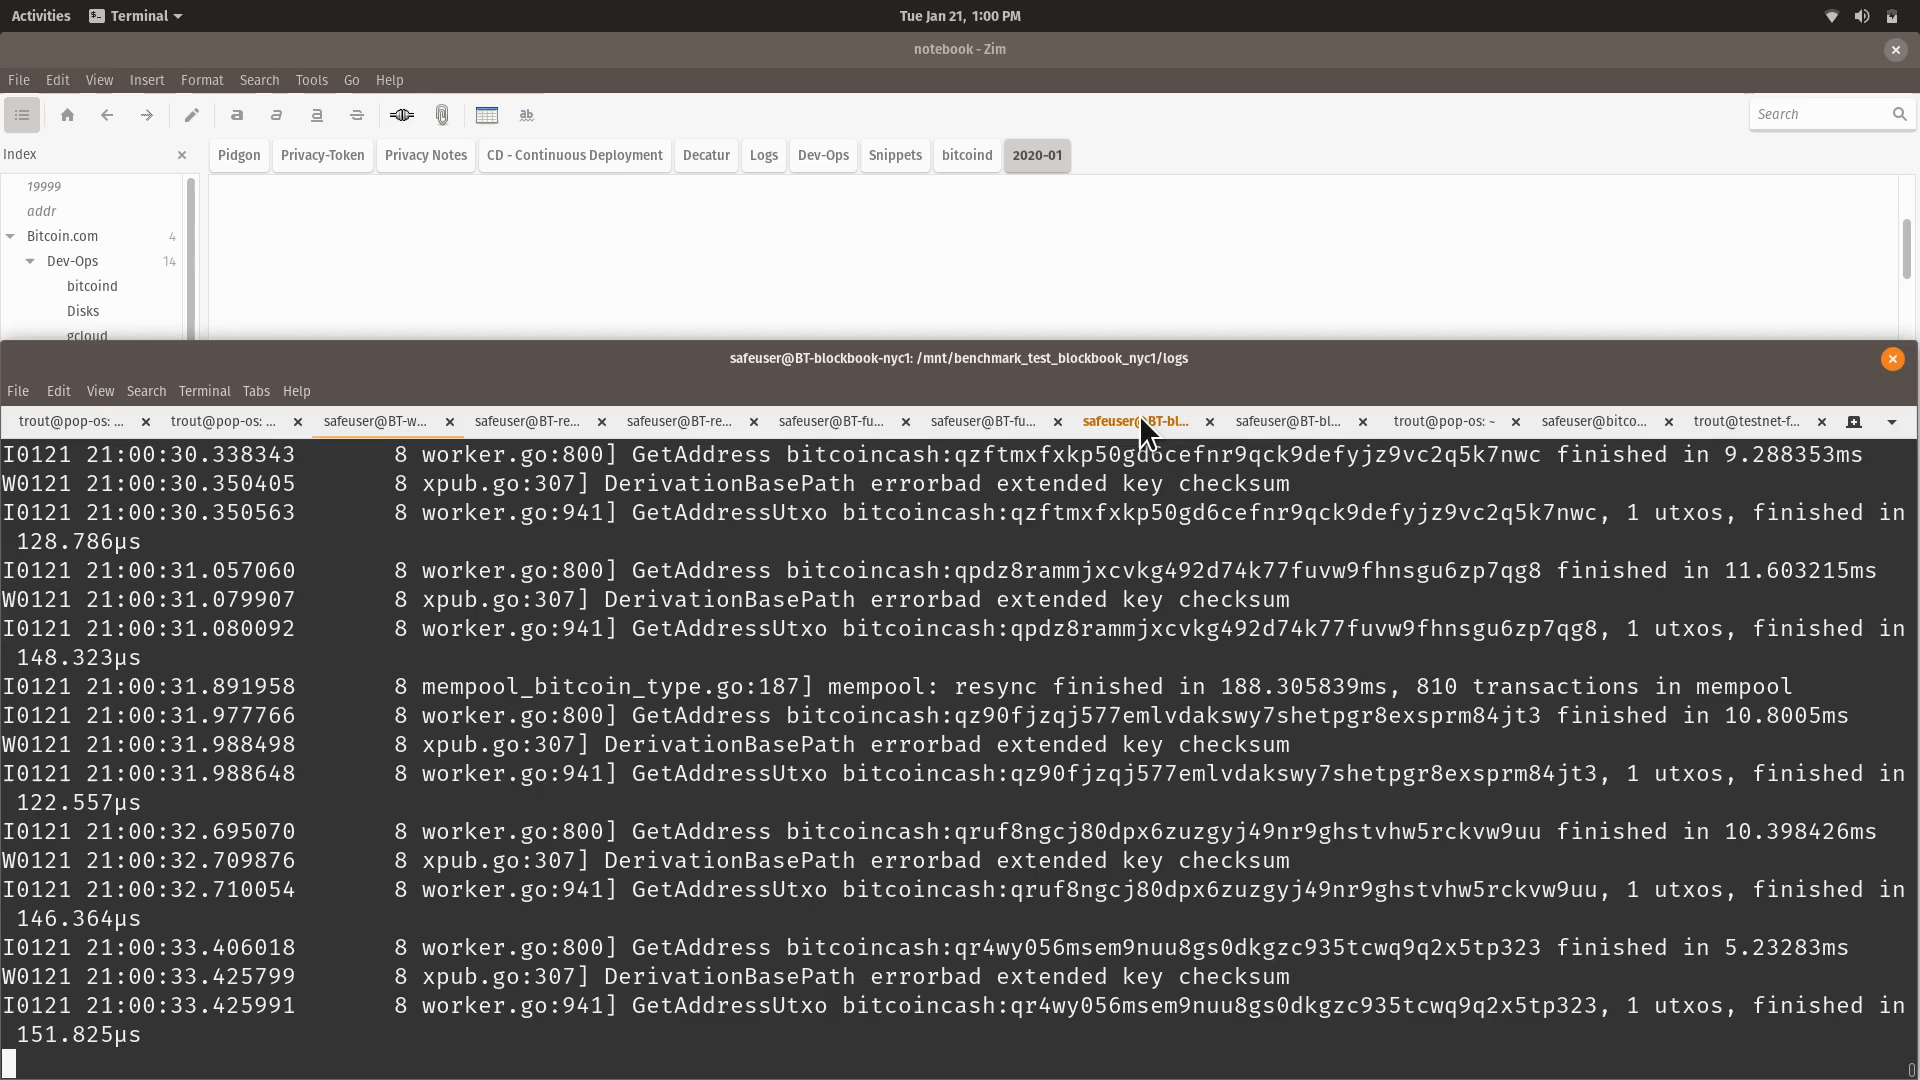 Activities Terminal Tue Jan 21, 1:00 PM
notebook - Zim
File Edit View Insert Format Search Tools Go Help
Search
Index
Pidgon Privacy-Token Privacy Notes CD - Continuous Deployment Decatur Logs Dev-Ops Snippets bitcoind 2020-01
19999
addr
Bitcoin.com 4
Dev-Ops 14
bitcoind
Disks
gcloud
safeuser@BT-blockbook-nyc1: /mnt/benchmark_test_blockbook_nyc1/logs
File Edit View Search Terminal Tabs Help
trout@pop-os: ... trout@pop-os: ... safeuser@BT-w... safeuser@BT-re... safeuser@BT-re... safeuser@BT-fu... safeuser@BT-fu... safeuser@BT-bl... safeuser@BT-bl... trout@pop-os: ~ safeuser@bitco... trout@testnet-f...
I0121 21:00:30.338343 8 worker.go:800] GetAddress bitcoincash:qzftmxfxkp50gd6cefnr9qck9defyjz9vc2q5k7nwc finished in 9.288353ms
W0121 21:00:30.350405 8 xpub.go:307] DerivationBasePath errorbad extended key checksum
I0121 21:00:30.350563 8 worker.go:941] GetAddressUtxo bitcoincash:qzftmxfxkp50gd6cefnr9qck9defyjz9vc2q5k7nwc, 1 utxos, finished in
128.786µs
I0121 21:00:31.057060 8 worker.go:800] GetAddress bitcoincash:qpdz8rammjxcvkg492d74k77fuvw9fhnsgu6zp7qg8 finished in 11.603215ms
W0121 21:00:31.079907 8 xpub.go:307] DerivationBasePath errorbad extended key checksum
I0121 21:00:31.080092 8 worker.go:941] GetAddressUtxo bitcoincash:qpdz8rammjxcvkg492d74k77fuvw9fhnsgu6zp7qg8, 1 utxos, finished in
148.323µs
I0121 21:00:31.891958 8 mempool_bitcoin_type.go:187] mempool: resync finished in 188.305839ms, 810 transactions in mempool
I0121 21:00:31.977766 8 worker.go:800] GetAddress bitcoincash:qz90fjzqj577emlvdakswy7shetpgr8exsprm84jt3 finished in 10.8005ms
W0121 21:00:31.988498 8 xpub.go:307] DerivationBasePath errorbad extended key checksum
I0121 21:00:31.988648 8 worker.go:941] GetAddressUtxo bitcoincash:qz90fjzqj577emlvdakswy7shetpgr8exsprm84jt3, 1 utxos, finished in
122.557µs
I0121 21:00:32.695070 8 worker.go:800] GetAddress bitcoincash:qruf8ngcj80dpx6zuzgyj49nr9ghstvhw5rckvw9uu finished in 10.398426ms
W0121 21:00:32.709876 8 xpub.go:307] DerivationBasePath errorbad extended key checksum
I0121 21:00:32.710054 8 worker.go:941] GetAddressUtxo bitcoincash:qruf8ngcj80dpx6zuzgyj49nr9ghstvhw5rckvw9uu, 1 utxos, finished in
146.364µs
I0121 21:00:33.406018 8 worker.go:800] GetAddress bitcoincash:qr4wy056msem9nuu8gs0dkgzc935tcwq9q2x5tp323 finished in 5.23283ms
W0121 21:00:33.425799 8 xpub.go:307] DerivationBasePath errorbad extended key checksum
I0121 21:00:33.425991 8 worker.go:941] GetAddressUtxo bitcoincash:qr4wy056msem9nuu8gs0dkgzc935tcwq9q2x5tp323, 1 utxos, finished in
151.825µs